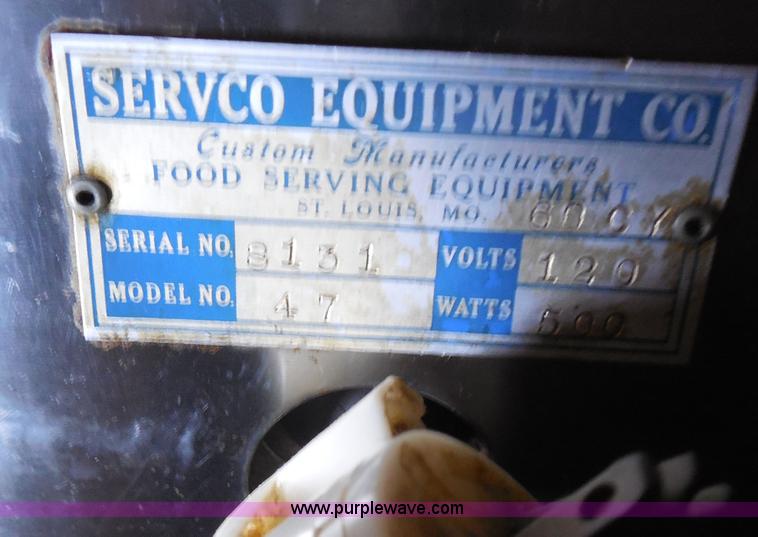 SERVCO EQUIPMENT CO.
Custom Manufacturers
FOOD SERVING EQUIPMENT
ST. LOUIS, MO. 60CY
SERIAL NO. 8131 VOLTS 120
MODEL NO. 47 WATTS 500
www.purplewave.com